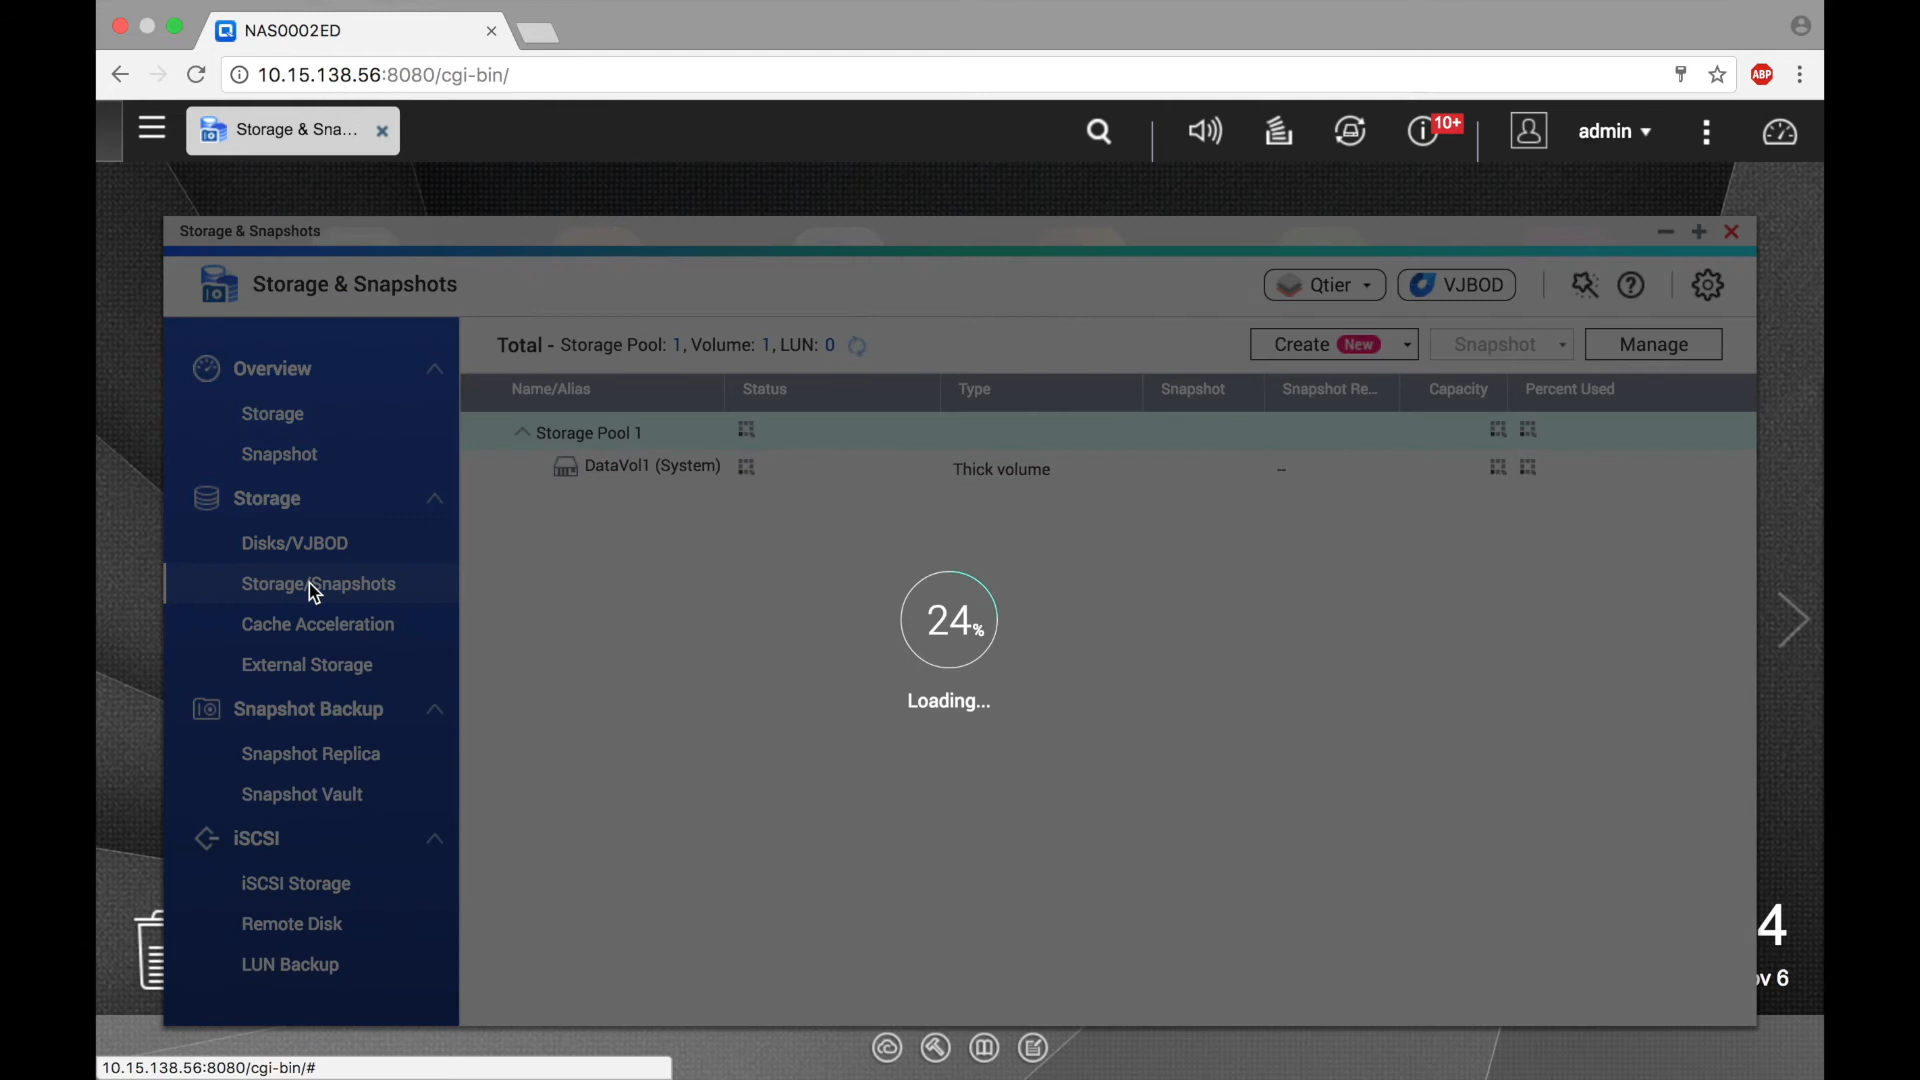 NAS0002ED
10.15.138.56:8080/cgi-bin/
ABP
Storage & Sna...
10+
admin
Storage & Snapshots
Storage & Snapshots
Qtier
VJBOD
Overview
Storage
Snapshot
Storage
Disks/VJBOD
Storage/Snapshots
Cache Acceleration
External Storage
Snapshot Backup
Snapshot Replica
Snapshot Vault
iSCSI
iSCSI Storage
Remote Disk
LUN Backup
Total - Storage Pool: 1, Volume: 1, LUN: 0
Create New
Snapshot
Manage
Name/Alias Status Type Snapshot Snapshot Re... Capacity Percent Used
Storage Pool 1
DataVol1 (System) Thick volume --
24%
Loading...
4
ov 6
10.15.138.56:8080/cgi-bin/#